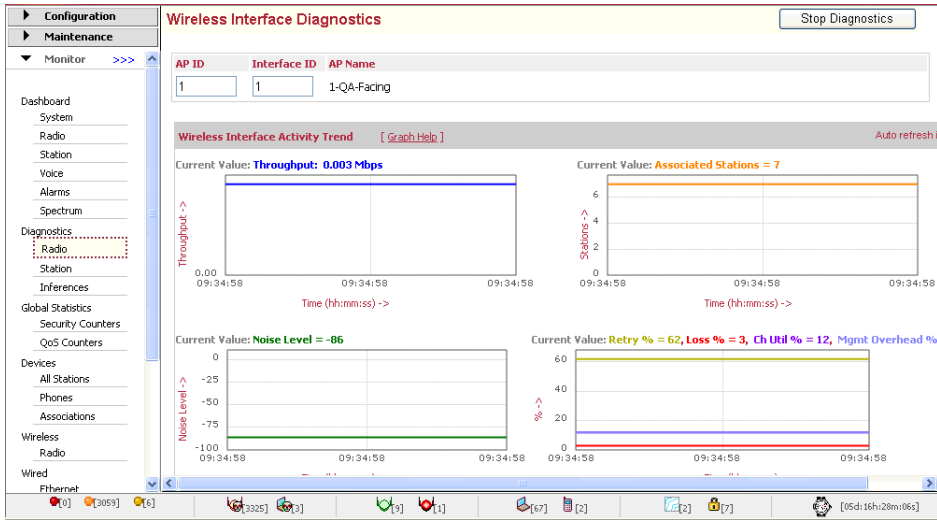 Configuration
Maintenance
Monitor >>>
Dashboard
System
Radio
Station
Voice
Alarms
Spectrum
Diagnostics
Radio
Station
Inferences
Global Statistics
Security Counters
QoS Counters
Devices
All Stations
Phones
Associations
Wireless
Radio
Wired
Ethernet
Wireless Interface Diagnostics
Stop Diagnostics
AP ID Interface ID AP Name
1 1 1-QA-Facing
Wireless Interface Activity Trend [ Graph Help ] Auto refresh i
Current Value: Throughput: 0.003 Mbps
Throughput ->
0.00
09:34:58 09:34:58 09:34:58
Time (hh:mm:ss) ->
Current Value: Associated Stations = 7
Stations ->
6
4
2
0
09:34:58 09:34:58 09:34:58
Time (hh:mm:ss) ->
Current Value: Noise Level = -86
Noise Level ->
0
-25
-50
-75
-100
09:34:58 09:34:58 09:34:58
Current Value: Retry % = 62, Loss % = 3, Ch Util % = 12, Mgmt Overhead %
% ->
60
40
20
0
09:34:58 09:34:58 09:34:58
[0] [3059] [6] [3325] [3] [9] [1] [67] [2] [2] [7] [05d:16h:28m:06s]